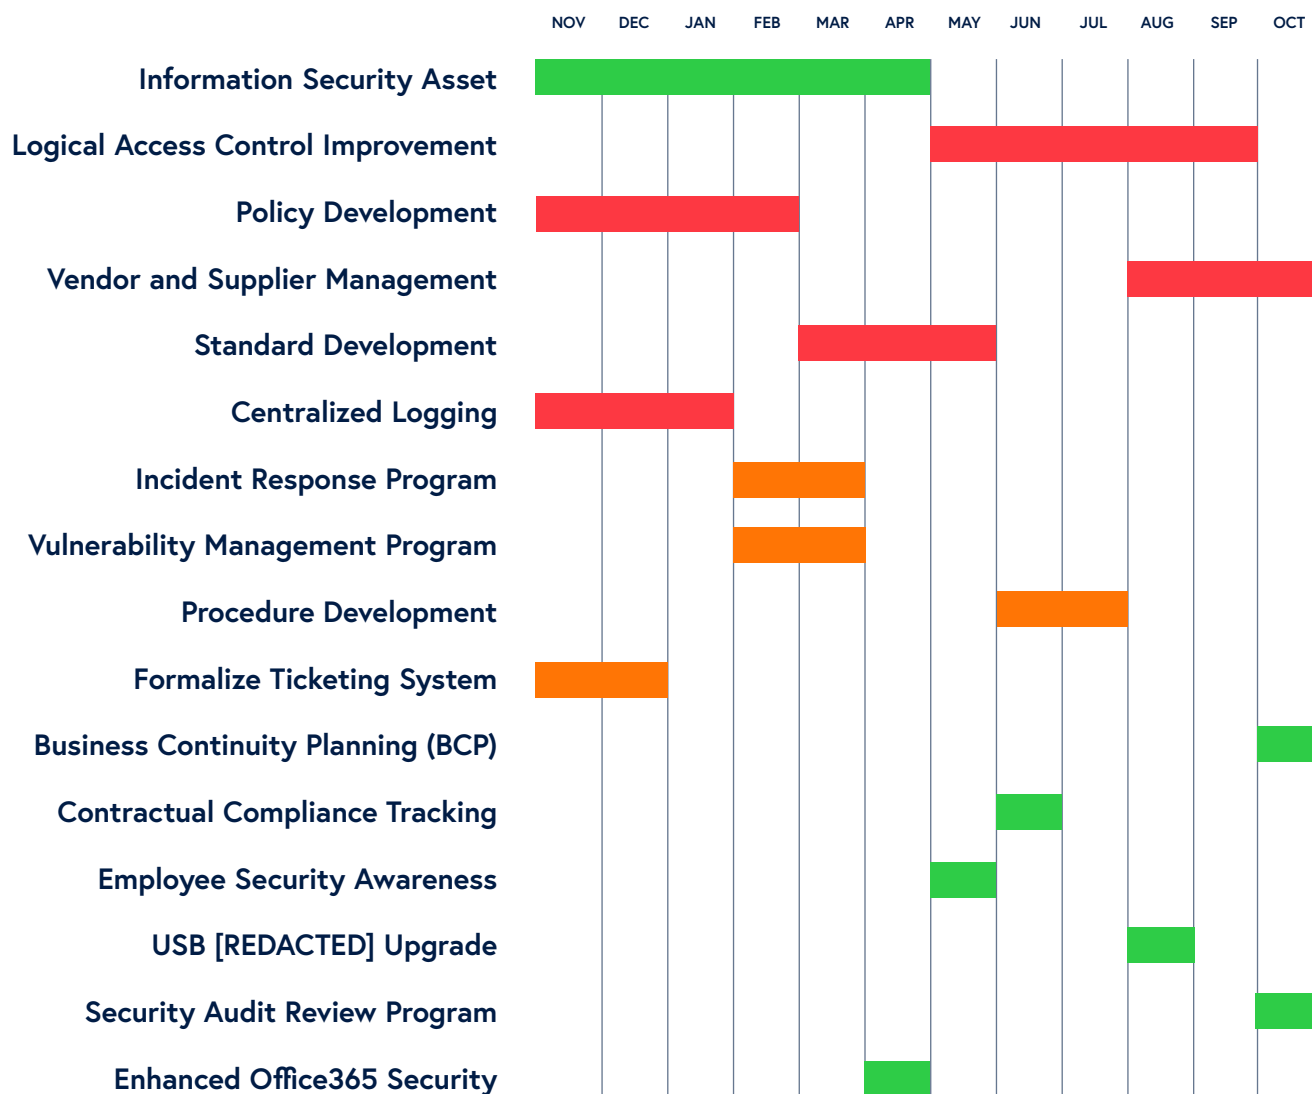 NOV DEC JAN FEB MAR APR MAY JUN JUL AUG SEP OCT
Information Security Asset
Logical Access Control Improvement
Policy Development
Vendor and Supplier Management
Standard Development
Centralized Logging
Incident Response Program
Vulnerability Management Program
Procedure Development
Formalize Ticketing System
Business Continuity Planning (BCP)
Contractual Compliance Tracking
Employee Security Awareness
USB [REDACTED] Upgrade
Security Audit Review Program
Enhanced Office365 Security